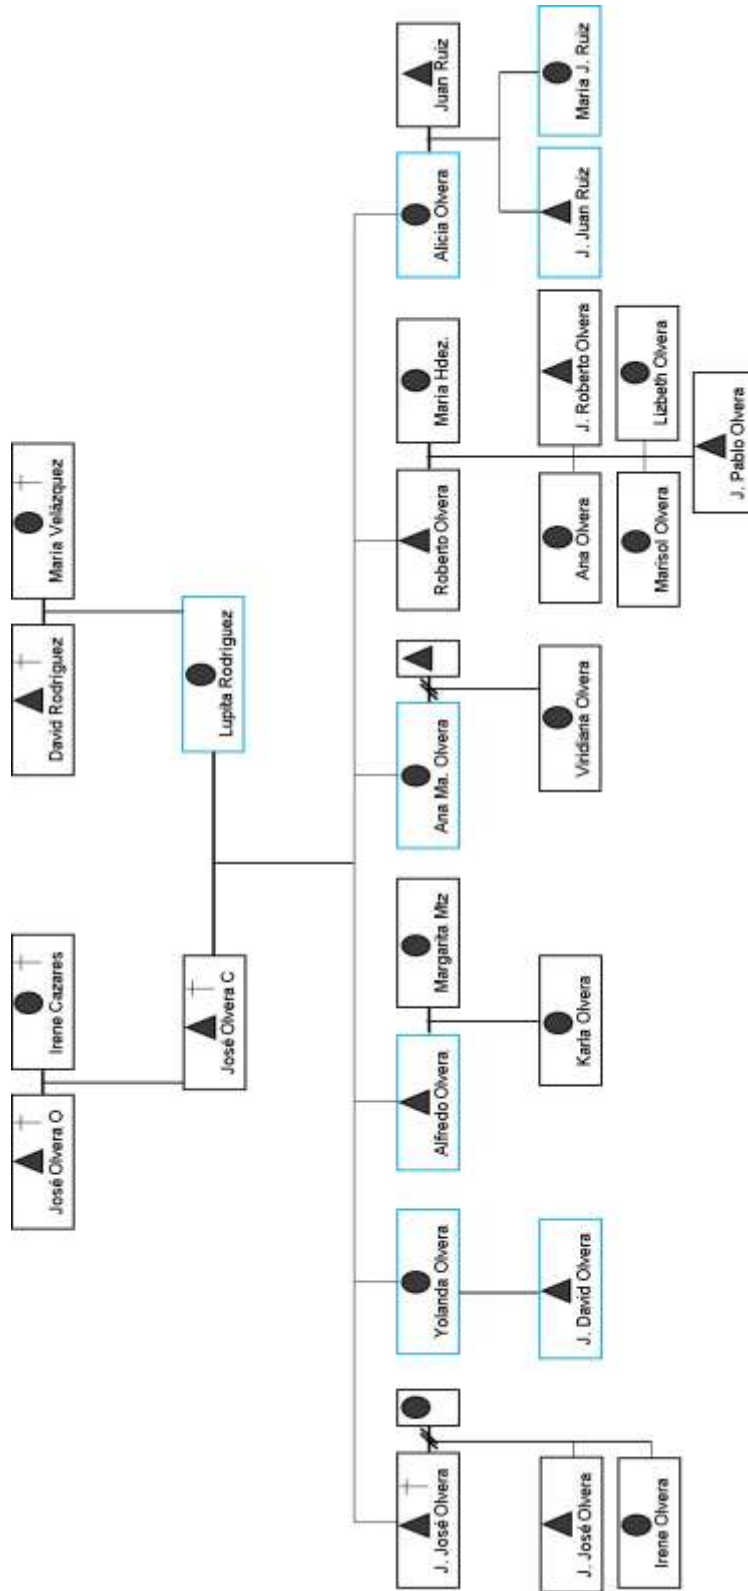 José Olvera O
Irene Cazares
David Rodríguez
María Velázquez
José Olvera C
Lupita Rodríguez
J. José Olvera
Yolanda Olvera
Alfredo Olvera
Margarita Mtz
Ana Ma. Olvera
Roberto Olvera
María Hdez.
Alicia Olvera
Juan Ruiz
J. José Olvera
J. David Olvera
Karla Olvera
Viridiana Olvera
Ana Olvera
J. Roberto Olvera
J. Juan Ruiz
María J. Ruiz
Irene Olvera
Marisol Olvera
Lizbeth Olvera
J. Pablo Olvera